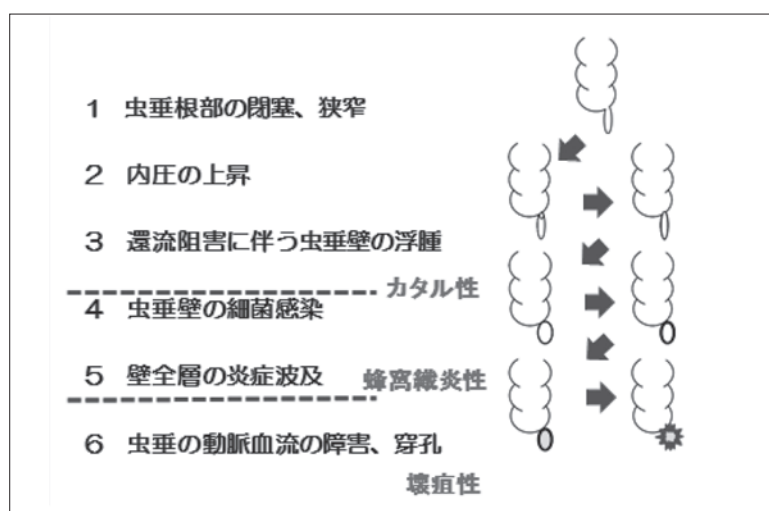 1 虫垂根部の閉塞、狭窄
2 内圧の上昇
3 還流阻害に伴う虫垂壁の浮腫
カタル性
4 虫垂壁の細菌感染
5 壁全層の炎症波及
蜂窩織炎性
6 虫垂の動脈血流の障害、穿孔
壊疽性